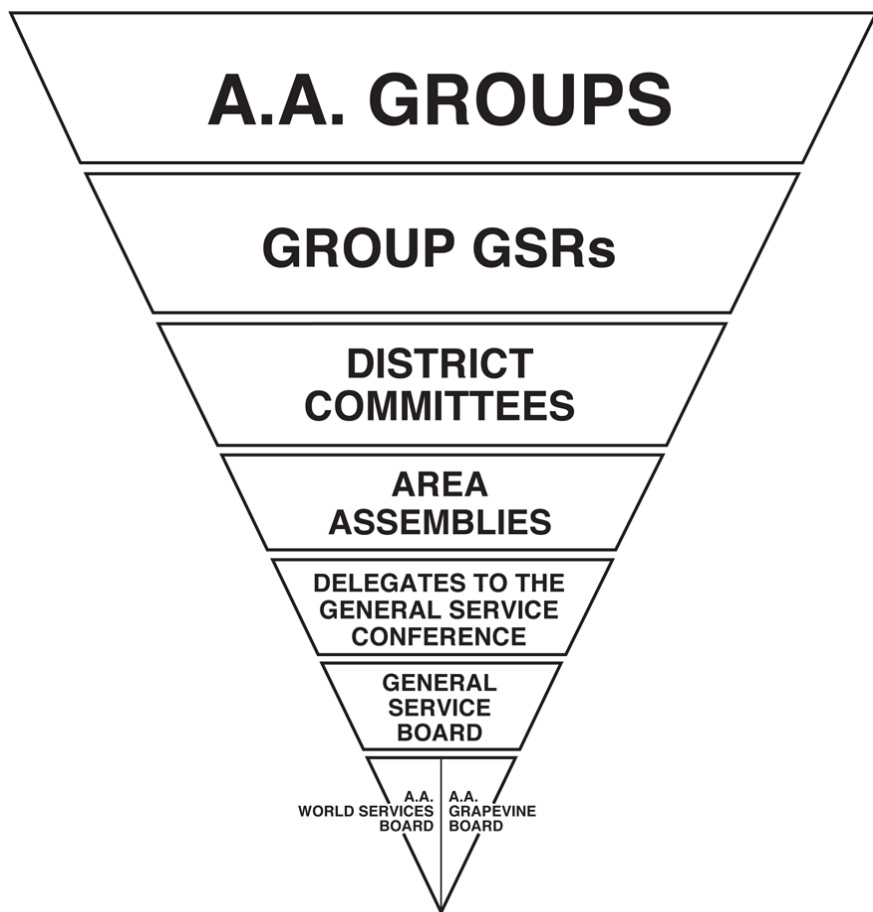 A.A. GROUPS
GROUP GSRs
DISTRICT
COMMITTEES
AREA
ASSEMBLIES
DELEGATES TO THE
GENERAL SERVICE
CONFERENCE
GENERAL
SERVICE
BOARD
A.A.
WORLD SERVICES
BOARD
A.A.
GRAPEVINE
BOARD